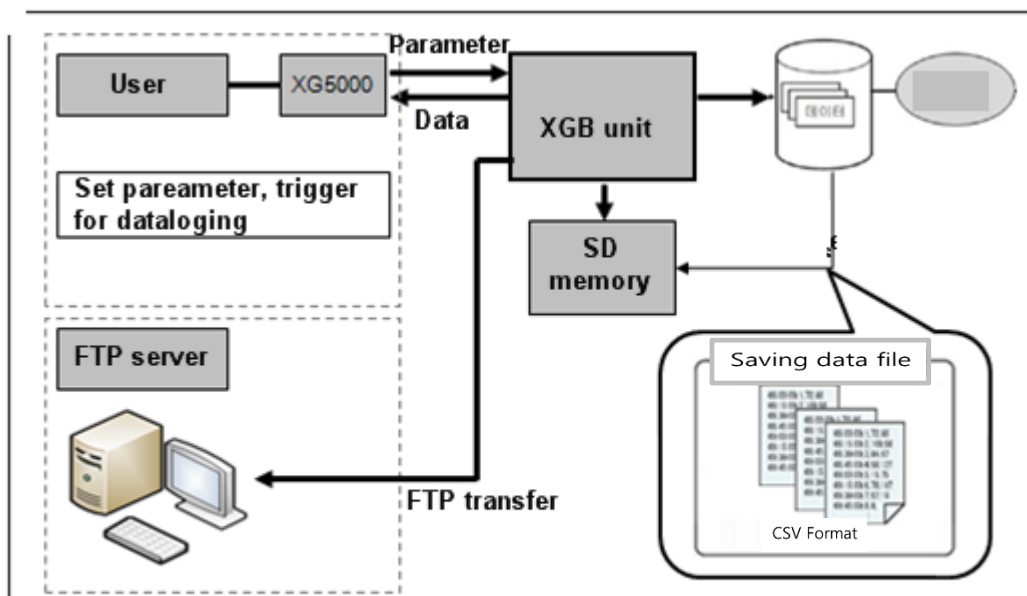 Parameter
User
XG5000
Data
XGB unit
데이터
Set pareameter, trigger
for dataloging
SD
memory
FTP server
FTP transfer
Saving data file
CSV Format